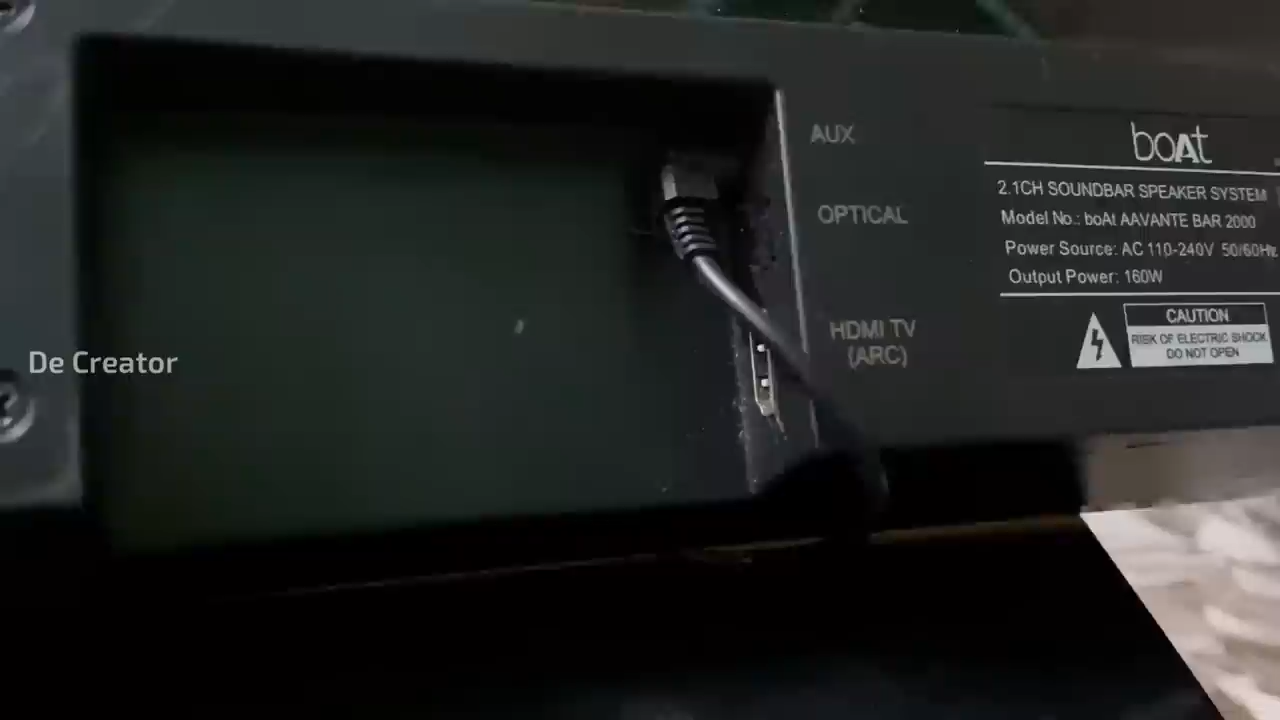 AUX
OPTICAL
HDMI TV
(ARC)
boAt
2.1CH SOUNDBAR SPEAKER SYSTEM
Model No.: boAt AAVANTE BAR 2000
Power Source: AC 110-240V 50/60Hz
Output Power: 160W
CAUTION
RISK OF ELECTRIC SHOCK
DO NOT OPEN
De Creator